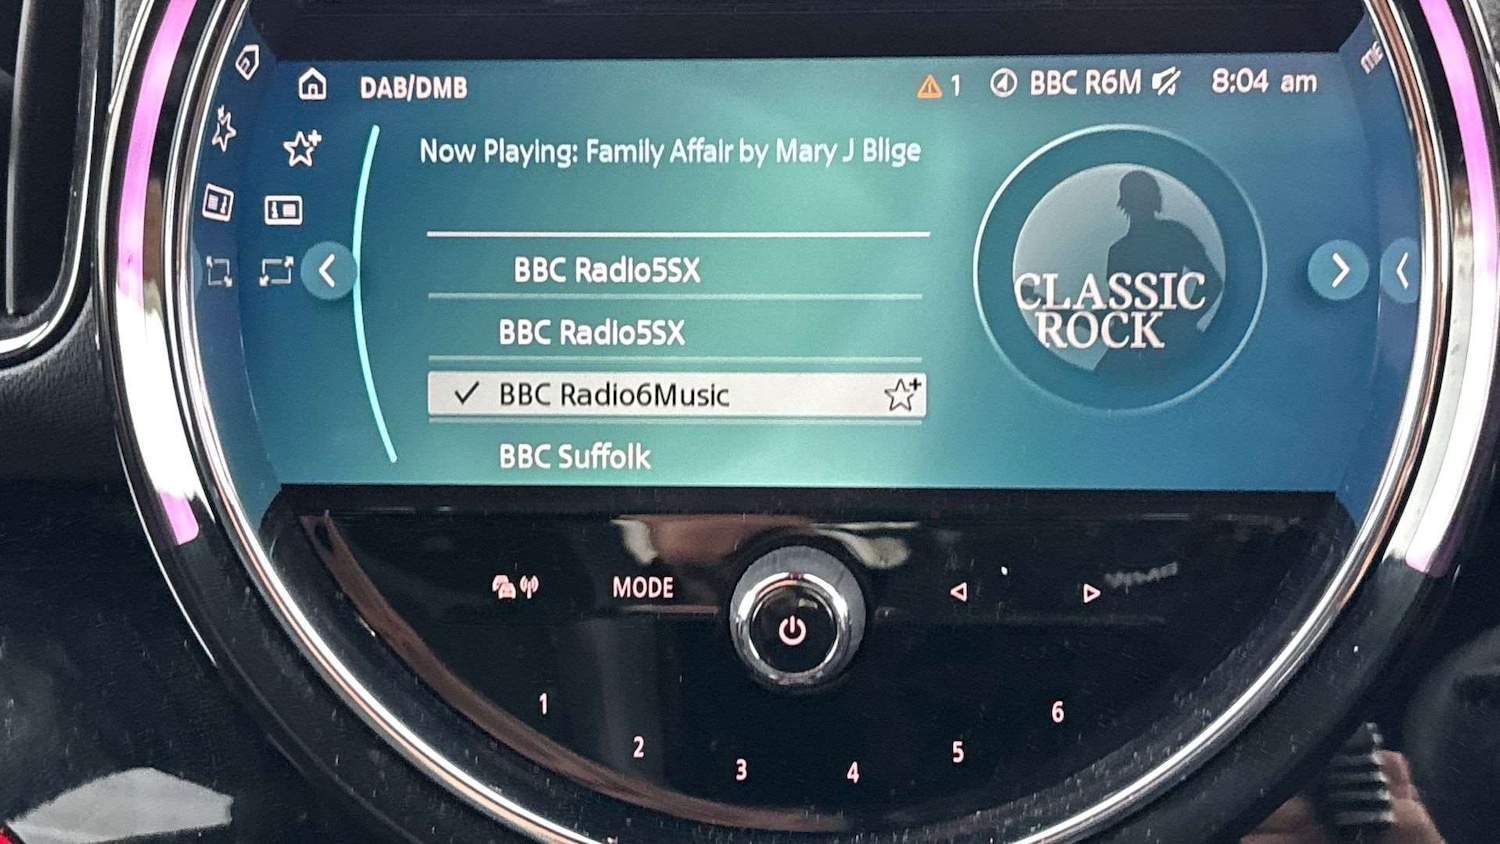 DAB/DMB
1
BBC R6M
8:04 am
Now Playing: Family Affair by Mary J Blige
BBC Radio5SX
BBC Radio5SX
BBC Radio6Music
BBC Suffolk
CLASSIC
ROCK
MODE
1
2
3
4
5
6